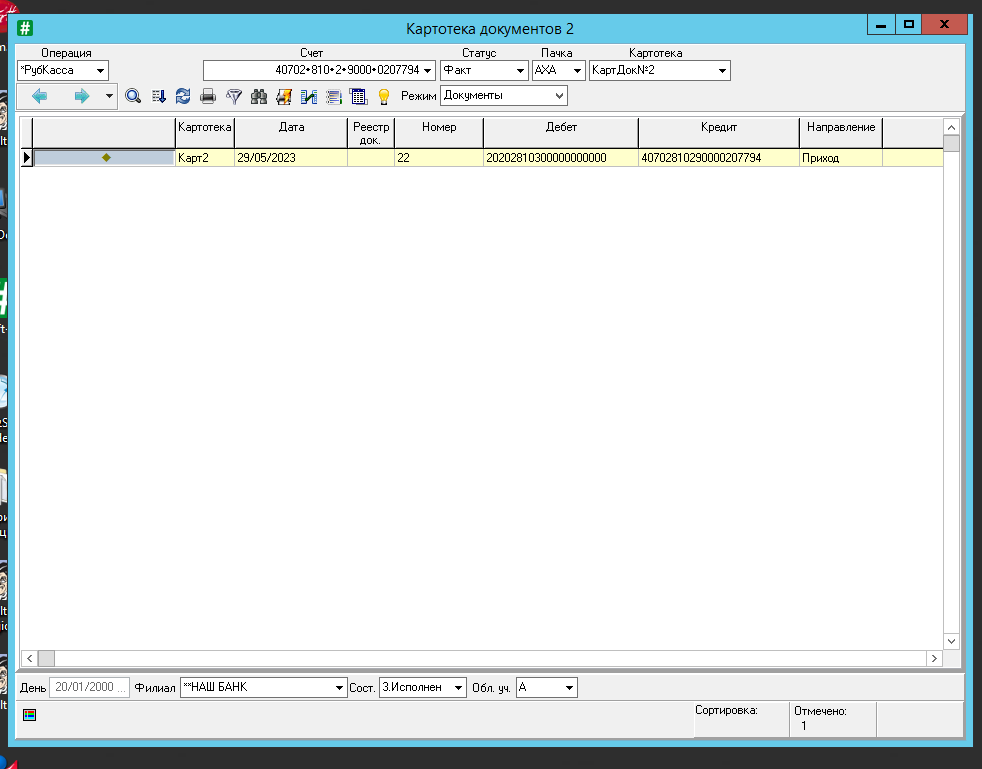 Картотека документов 2
Операция Счет Статус Пачка Картотека
*РубКасса 40702•810•2•9000•0207794 Факт АХА КартДок№2
Режим Документы
Картотека Дата Реестр док. Номер Дебет Кредит Направление
Карт2 29/05/2023 22 20202810300000000000 40702810290000207794 Приход
День 20/01/2000 ... Филиал **НАШ БАНК Сост. 3.Исполнен Обл. уч. А
Сортировка: Отмечено:
1